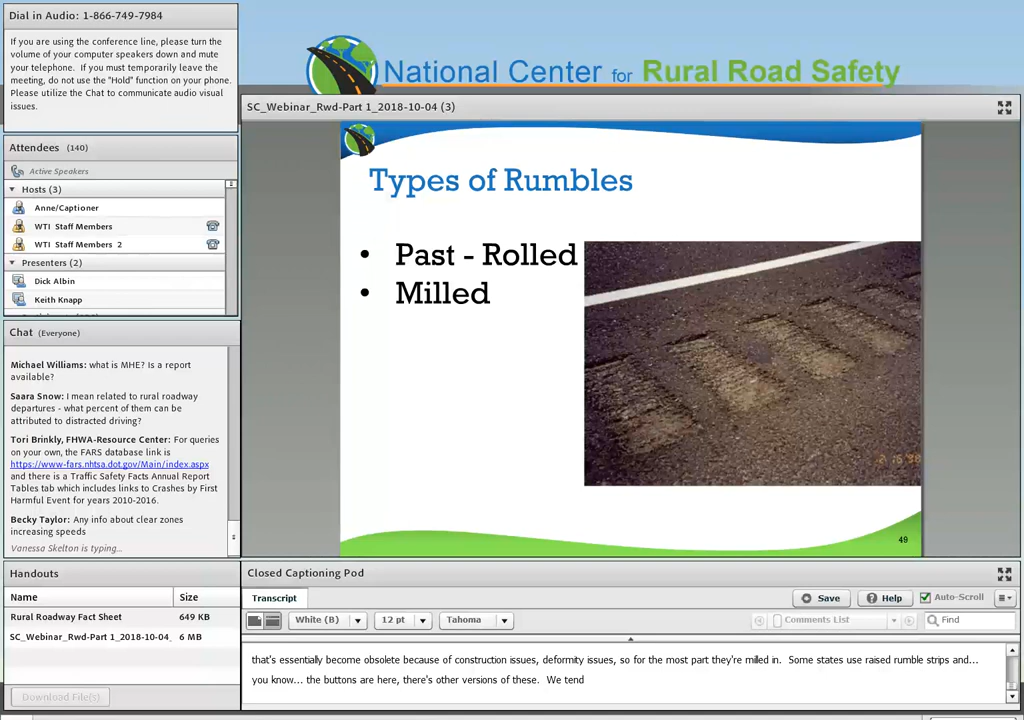 Dial in Audio: 1-866-749-7984
If you are using the conference line, please turn the
volume of your computer speakers down and mute
your telephone. If you must temporarily leave the
meeting, do not use the "Hold" function on your phone.
Please utilize the Chat to communicate audio visual
issues.
Attendees (140)
Active Speakers
Hosts (3)
Anne/Captioner
WTI Staff Members
WTI Staff Members 2
Presenters (2)
Dick Albin
Keith Knapp
Chat (Everyone)
Michael Williams: what is MHE? Is a report
available?
Saara Snow: I mean related to rural roadway
departures - what percent of them can be
attributed to distracted driving?
Tori Brinkly, FHWA-Resource Center: For queries
on your own, the FARS database link is
https://www-fars.nhtsa.dot.gov/Main/index.aspx
and there is a Traffic Safety Facts Annual Report
Tables tab which includes links to Crashes by First
Harmful Event for years 2010-2016.
Becky Taylor: Any info about clear zones
increasing speeds
Vanessa Skelton is typing...
Handouts
Name Size
Rural Roadway Fact Sheet 649 KB
SC_Webinar_Rwd-Part 1_2018-10-04_ 6 MB
Download File(s)
National Center for Rural Road Safety
SC_Webinar_Rwd-Part 1_2018-10-04 (3)
Types of Rumbles
• Past - Rolled
• Milled
2 16 98
49
Closed Captioning Pod
Transcript
Save
Help
Auto-Scroll
White (B)
12 pt
Tahoma
Comments List
Find
that's essentially become obsolete because of construction issues, deformity issues, so for the most part they're milled in. Some states use raised rumble strips and...
you know... the buttons are here, there's other versions of these. We tend